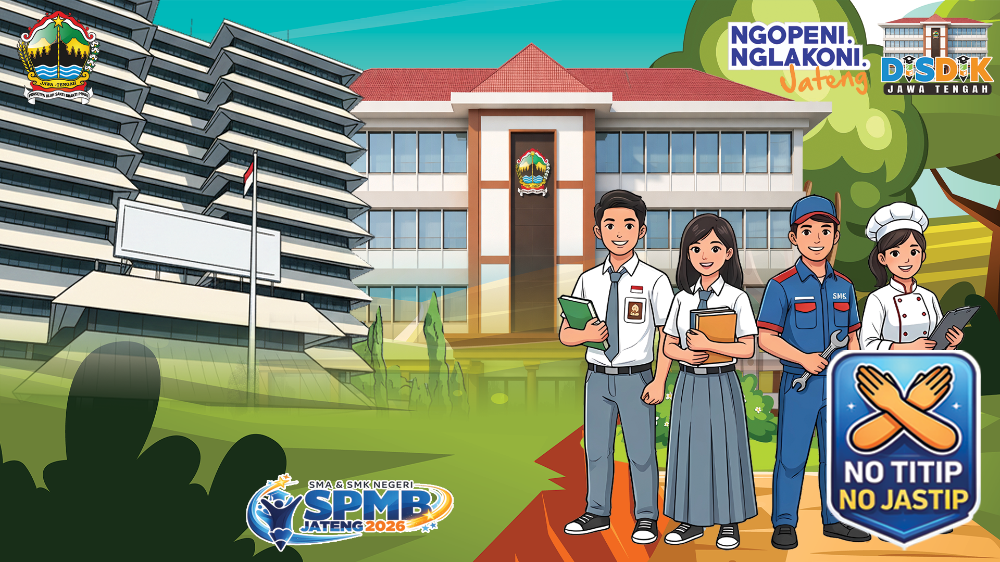 JAWA - TENGAH
PRASETYA ULAH SAKTI BHAKTI PRAJA
NGOPENI.
NGLAKONI.
Jateng
DISDIK
JAWA TENGAH
SMK
SMA & SMK NEGERI
SPMB
JATENG 2026
NO TITIP
NO JASTIP